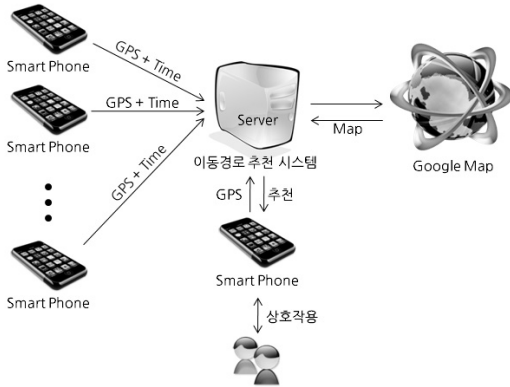 Smart Phone
GPS + Time
Smart Phone
GPS + Time
Smart Phone
GPS + Time
Server
이동경로 추천 시스템
Map
Google Map
GPS
추천
Smart Phone
상호작용